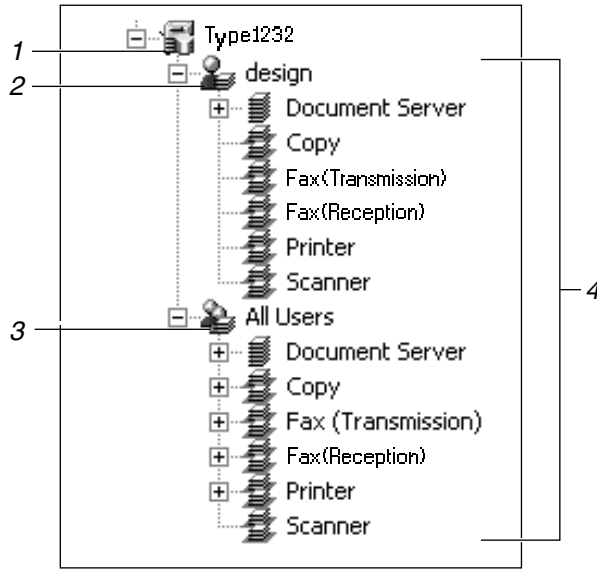 Type1232
1
design
2
Document Server
Copy
Fax(Transmission)
Fax(Reception)
Printer
Scanner
4
All Users
3
Document Server
Copy
Fax (Transmission)
Fax(Reception)
Printer
Scanner